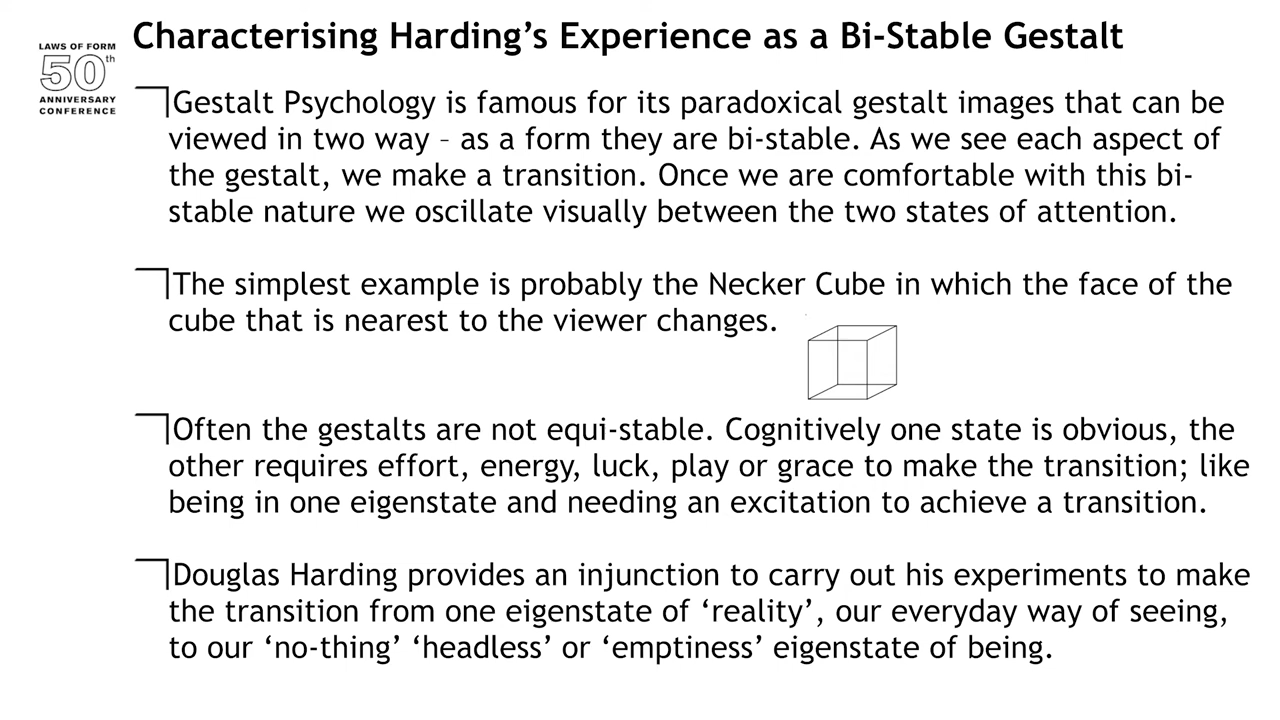 Characterising Harding's Experience as a Bi-Stable Gestalt
LAWS OF FORM
50th
ANNIVERSARY
CONFERENCE
Gestalt Psychology is famous for its paradoxical gestalt images that can be
viewed in two way – as a form they are bi-stable. As we see each aspect of
the gestalt, we make a transition. Once we are comfortable with this bi-
stable nature we oscillate visually between the two states of attention.
The simplest example is probably the Necker Cube in which the face of the
cube that is nearest to the viewer changes.
Often the gestalts are not equi-stable. Cognitively one state is obvious, the
other requires effort, energy, luck, play or grace to make the transition; like
being in one eigenstate and needing an excitation to achieve a transition.
Douglas Harding provides an injunction to carry out his experiments to make
the transition from one eigenstate of ‘reality’, our everyday way of seeing,
to our ‘no-thing’ ‘headless’ or ‘emptiness’ eigenstate of being.